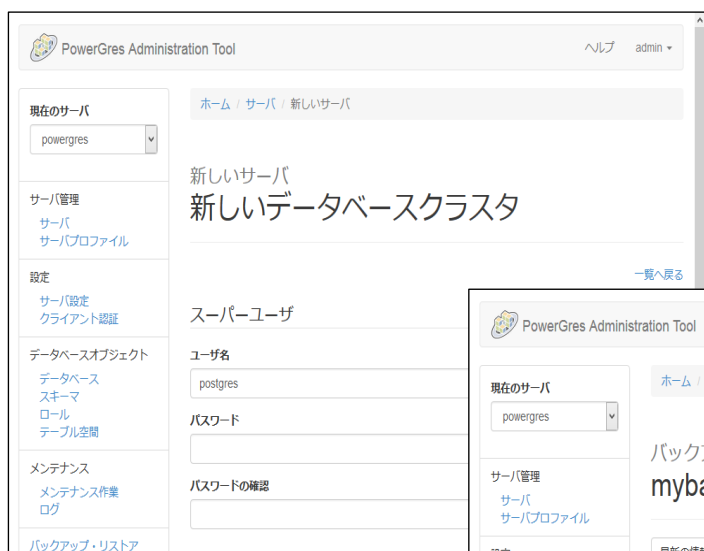 PowerGres Administration Tool
ヘルプ admin
現在のサーバ
powergres
サーバ管理
サーバ
サーバプロファイル
設定
サーバ設定
クライアント認証
データベースオブジェクト
データベース
スキーマ
ロール
テーブル空間
メンテナンス
メンテナンス作業
ログ
バックアップ・リストア
ホーム / サーバ / 新しいサーバ
新しいサーバ
新しいデータベースクラスタ
一覧へ戻る
スーパーユーザ
ユーザ名
postgres
パスワード
パスワードの確認
PowerGres Administration Tool
現在のサーバ
powergres
サーバ管理
サーバ
サーバプロファイル
ホーム /
バック
myba